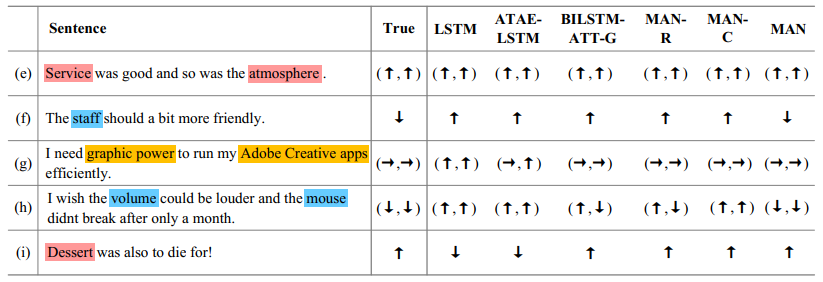 Sentence True LSTM ATAE-LSTM BILSTM-ATT-G MAN-R MAN-C MAN
(e) Service was good and so was the atmosphere . (↑,↑) (↑,↑) (↑,↑) (↑,↑) (↑,↑) (↑,↑) (↑,↑)
(f) The staff should a bit more friendly. ↓ ↑ ↑ ↑ ↑ ↑ ↓
(g) I need graphic power to run my Adobe Creative apps
efficiently. (→,→) (↑,↑) (→,↑) (→,→) (→,→) (→,→) (→,→)
(h) I wish the volume could be louder and the mouse
didnt break after only a month. (↓,↓) (↑,↑) (↑,↑) (↑,↓) (↑,↓) (↑,↑) (↓,↓)
(i) Dessert was also to die for! ↑ ↓ ↓ ↑ ↑ ↑ ↑